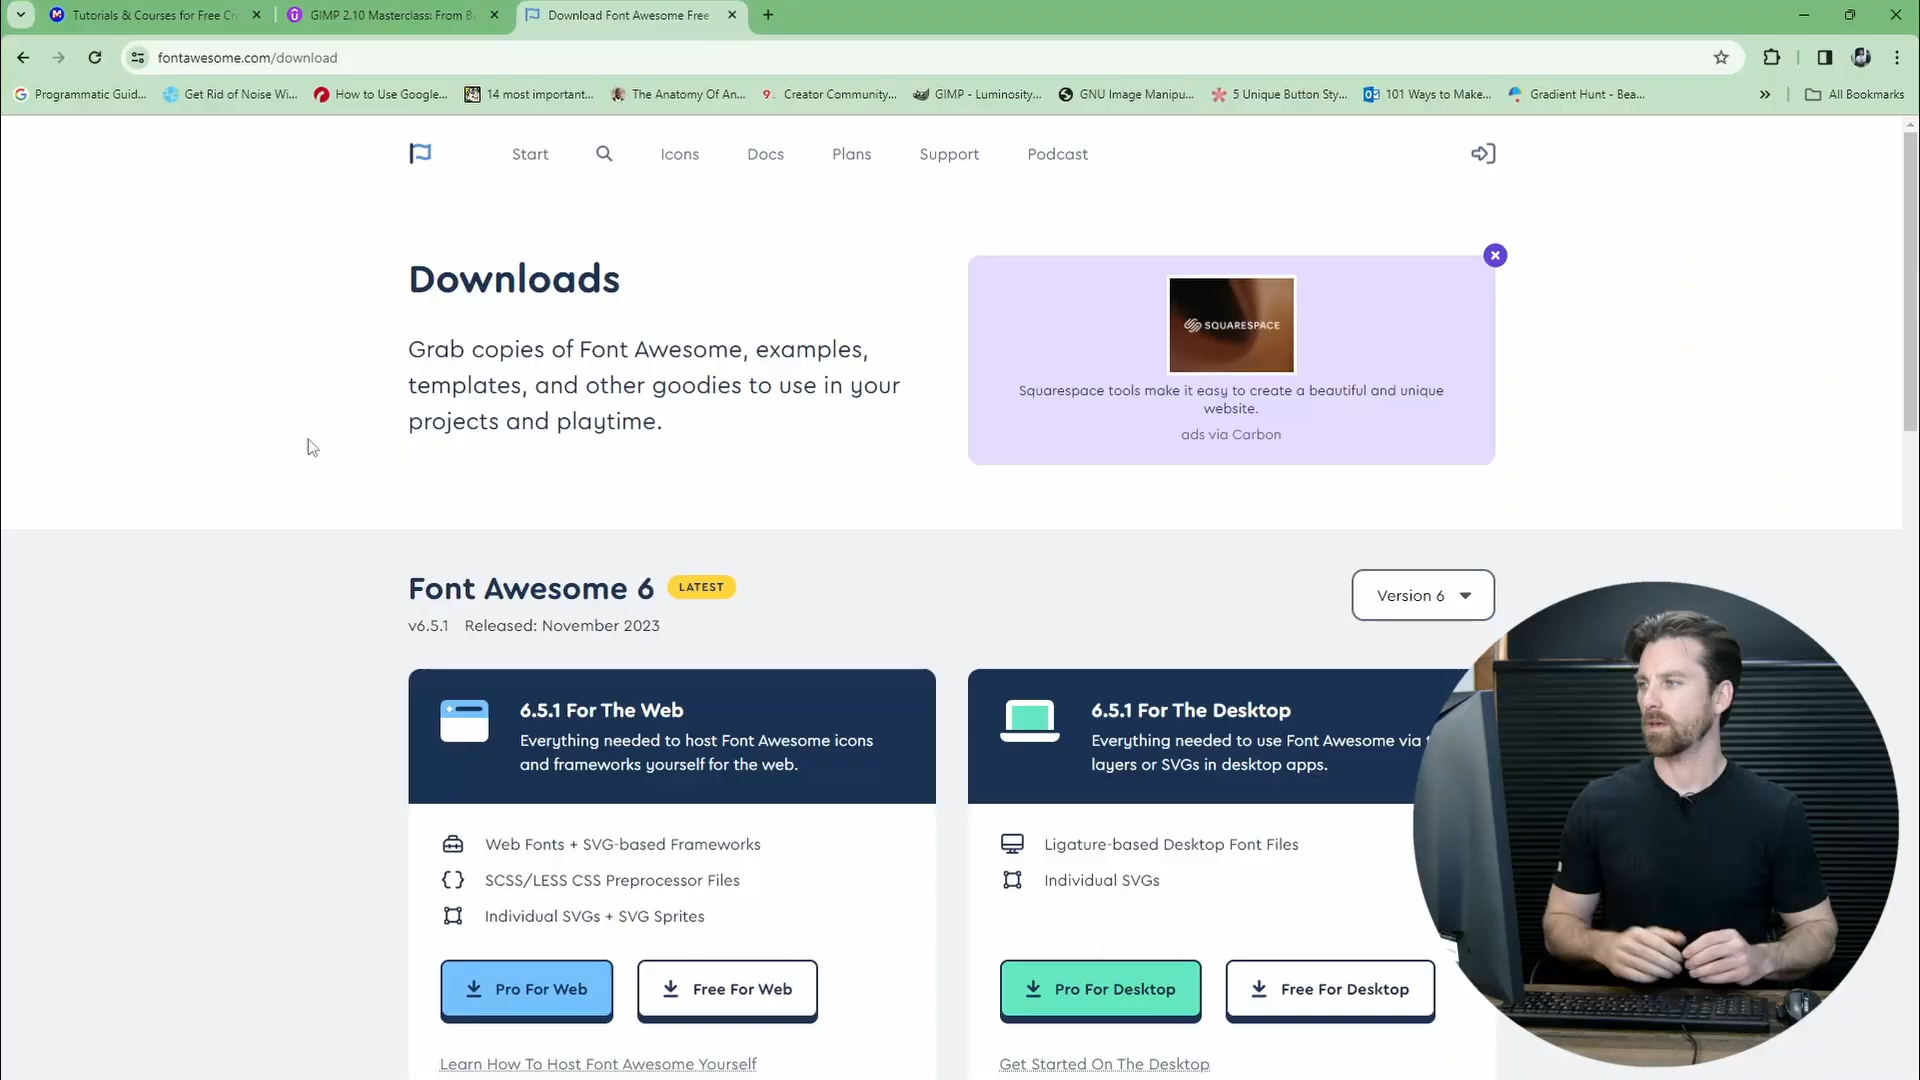 Tutorials & Courses for Free Cr
GIMP 2.10 Masterclass: From B
Download Font Awesome Free
fontawesome.com/download
Programmatic Guid...
Get Rid of Noise Wi...
How to Use Google...
14 most important...
The Anatomy Of An...
Creator Community...
GIMP - Luminosity...
GNU Image Manipu...
5 Unique Button Sty...
101 Ways to Make...
Gradient Hunt - Bea...
All Bookmarks
Start
Icons
Docs
Plans
Support
Podcast
Downloads
Grab copies of Font Awesome, examples,
templates, and other goodies to use in your
projects and playtime.
SQUARESPACE
Squarespace tools make it easy to create a beautiful and unique
website.
ads via Carbon
Font Awesome 6 LATEST
v6.5.1 Released: November 2023
Version 6
6.5.1 For The Web
Everything needed to host Font Awesome icons
and frameworks yourself for the web.
Web Fonts + SVG-based Frameworks
SCSS/LESS CSS Preprocessor Files
Individual SVGs + SVG Sprites
Pro For Web
Free For Web
Learn How To Host Font Awesome Yourself
6.5.1 For The Desktop
Everything needed to use Font Awesome via
layers or SVGs in desktop apps.
Ligature-based Desktop Font Files
Individual SVGs
Pro For Desktop
Free For Desktop
Get Started On The Desktop